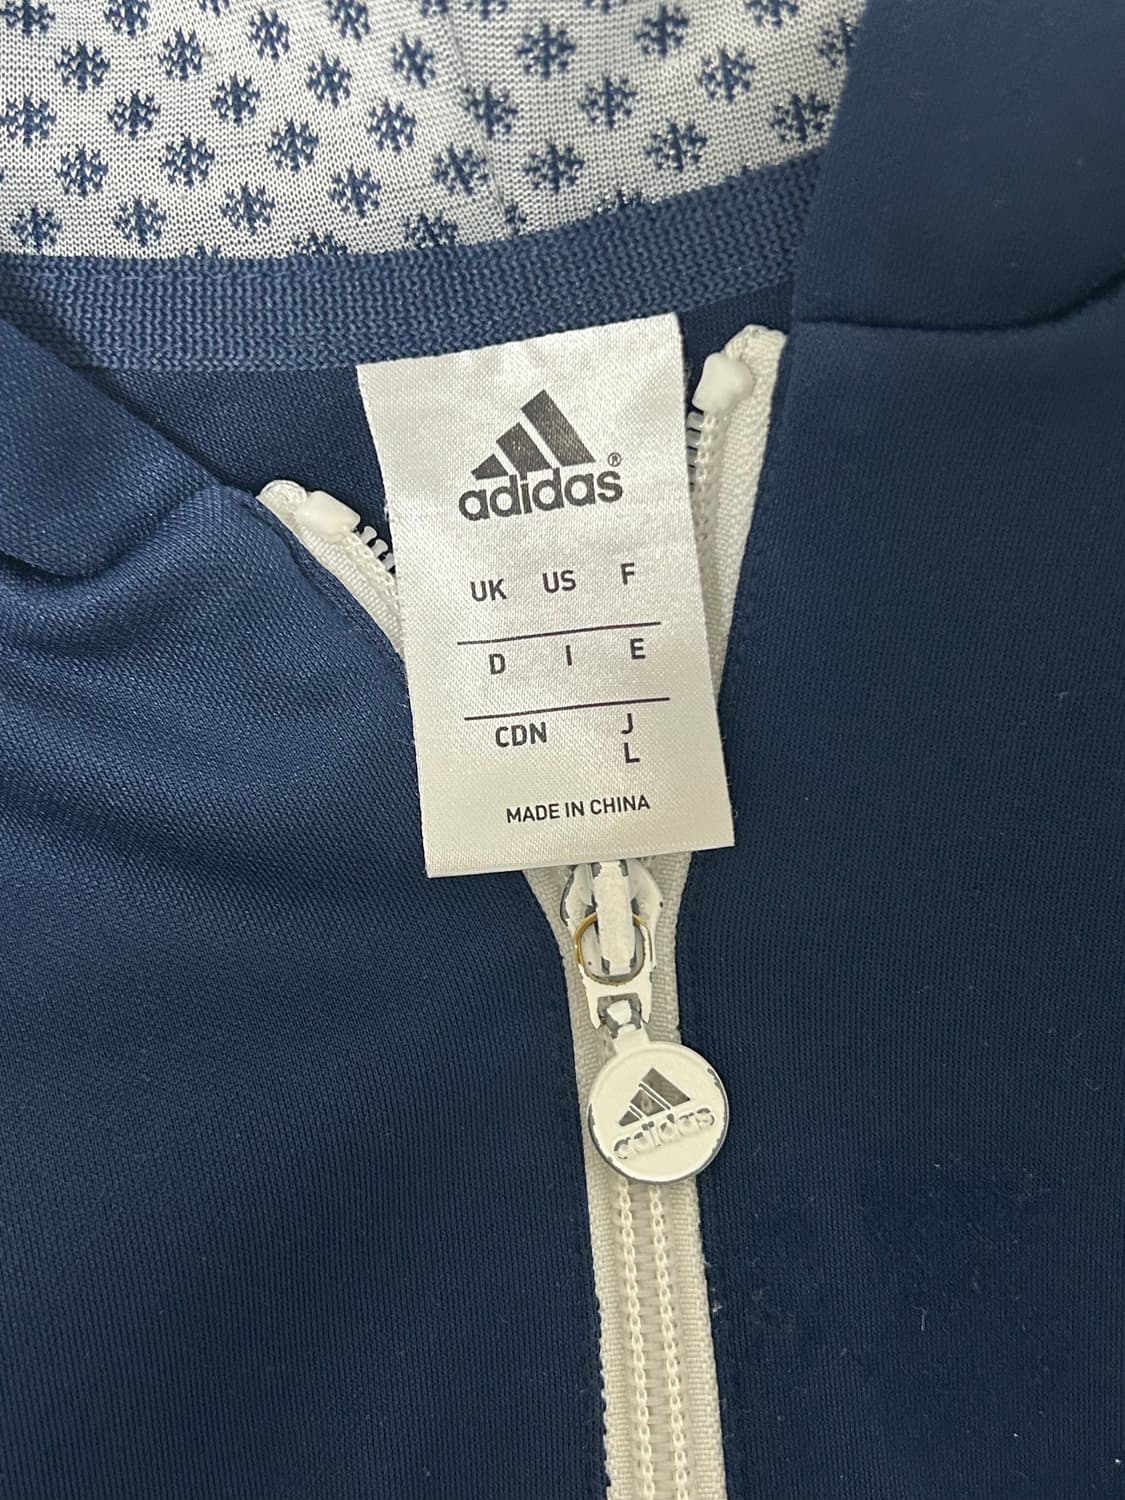 adidas®
UK US F
D I E
CDN J
L
MADE IN CHINA
adidas